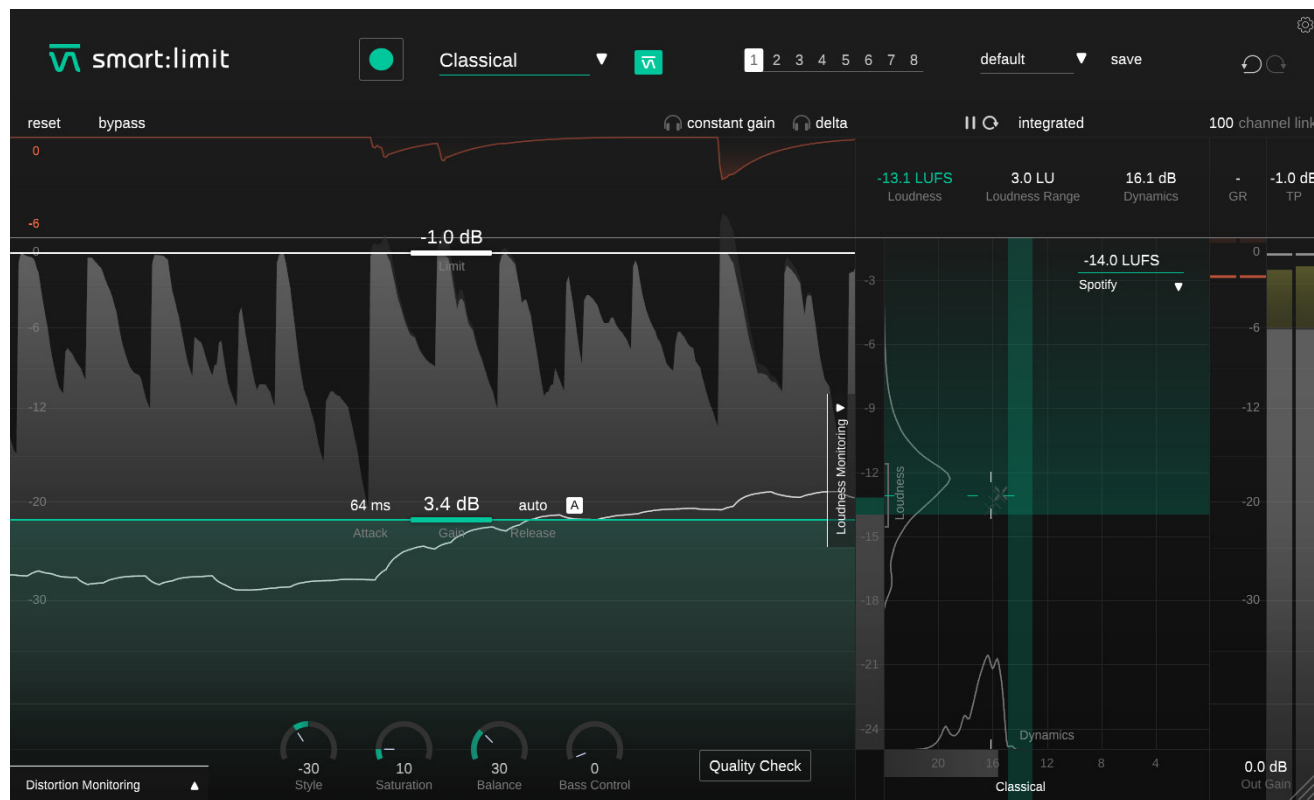 smart:limit
Classical
1 2 3 4 5 6 7 8
default
save
reset
bypass
constant gain
delta
integrated
100 channel link
0
-6
-13.1 LUFS
Loudness
3.0 LU
Loudness Range
16.1 dB
Dynamics
-
GR
-1.0 dB
TP
-1.0 dB
Limit
0
-6
-12
-20
-30
64 ms
Attack
3.4 dB
Gain
auto
Release
A
Loudness Monitoring
-14.0 LUFS
Spotify
-3
-6
-9
-12
-15
-18
-21
-24
Loudness
Dynamics
20 16 12 8 4
Classical
0
-6
-12
-20
-30
0.0 dB
Out Gain
-30
Style
10
Saturation
30
Balance
0
Bass Control
Quality Check
Distortion Monitoring